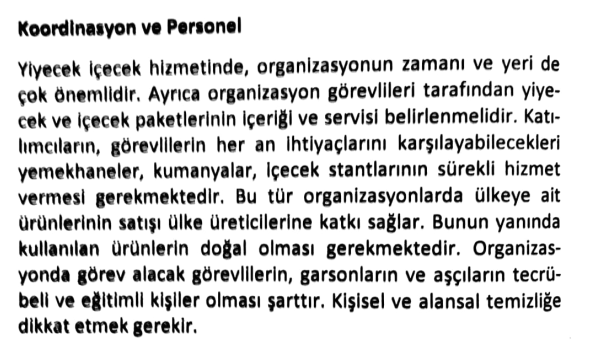 Koordinasyon ve Personel
Yiyecek içecek hizmetinde, organizasyonun zamanı ve yeri de
çok önemlidir. Ayrıca organizasyon görevlileri tarafından yiye-
cek ve içecek paketlerinin içeriği ve servisi belirlenmelidir. Katı-
lımcıların, görevlilerin her an ihtiyaçlarını karşılayabilecekleri
yemekhaneler, kumanyalar, içecek stantlarının sürekli hizmet
vermesi gerekmektedir. Bu tür organizasyonlarda ülkeye ait
ürünlerinin satışı ülke üreticilerine katkı sağlar. Bunun yanında
kullanılan ürünlerin doğal olması gerekmektedir. Organizas-
yonda görev alacak görevlilerin, garsonların ve aşçıların tecrü-
beli ve eğitimli kişiler olması şarttır. Kişisel ve alansal temizliğe
dikkat etmek gerekir.